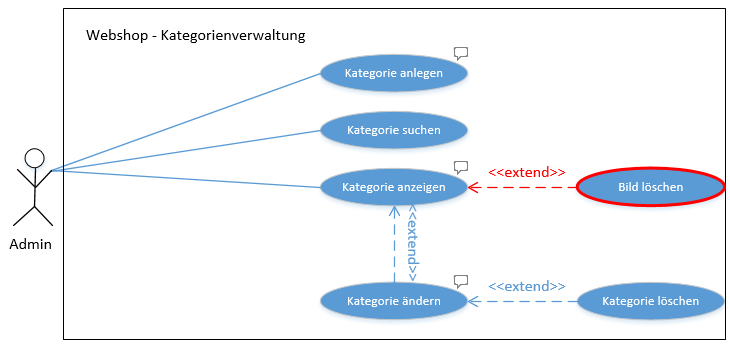 Webshop - Kategorienverwaltung
Kategorie anlegen
Kategorie suchen
Kategorie anzeigen
<<extend>>
Bild löschen
Admin
<<extend>>
Kategorie ändern
<<extend>>
Kategorie löschen